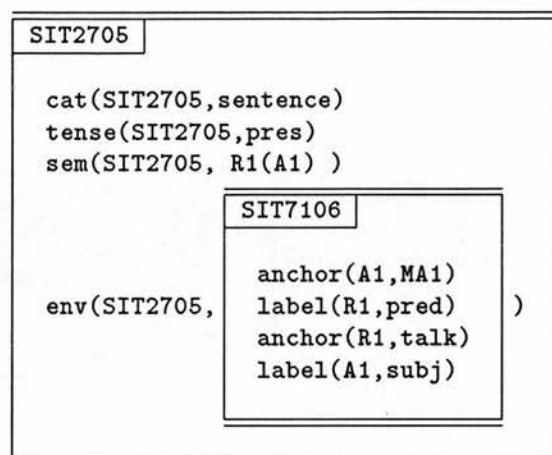 SIT2705
cat(SIT2705,sentence)
tense(SIT2705,pres)
sem(SIT2705, R1(A1) )
SIT7106
anchor(A1,MA1)
env(SIT2705, label(R1,pred) )
anchor(R1,talk)
label(A1,subj)